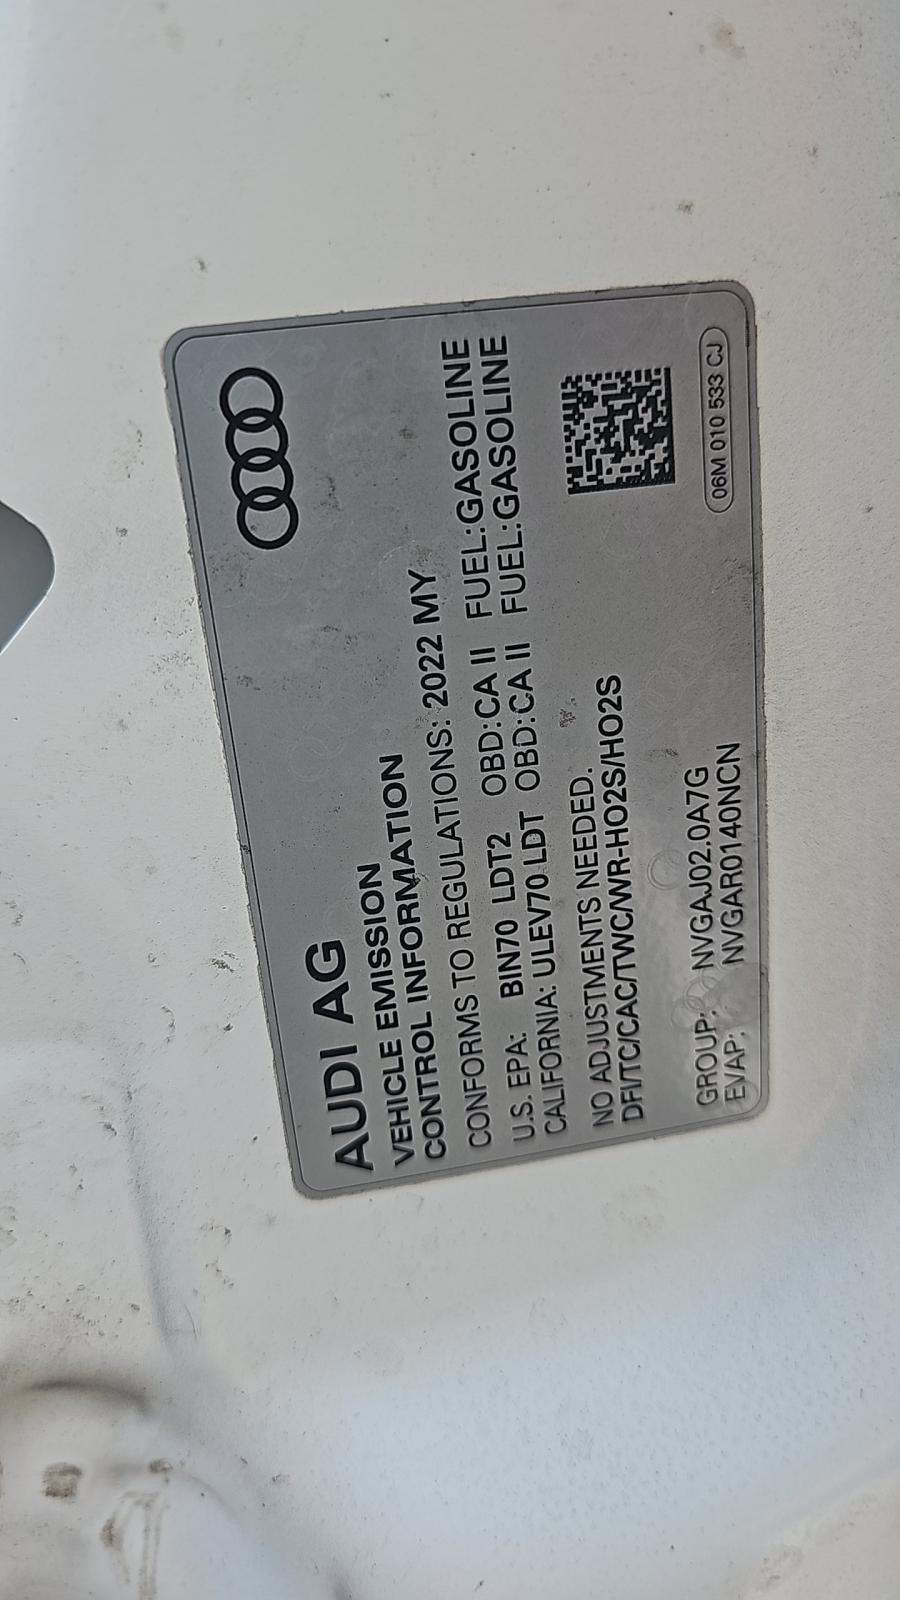 AUDI AG
VEHICLE EMISSION
CONTROL INFORMATION
CONFORMS TO REGULATIONS: 2022 MY
U.S. EPA: BIN70 LDT2 OBD:CA II FUEL:GASOLINE
CALIFORNIA: ULEV70 LDT OBD:CA II FUEL:GASOLINE
NO ADJUSTMENTS NEEDED.
DFI/TC/CAC/TWC/WR-HO2S/HO2S
GROUP: NVGAJ02.0A7G
EVAP: NVGAR0140NCN
06M 010 533 CJ